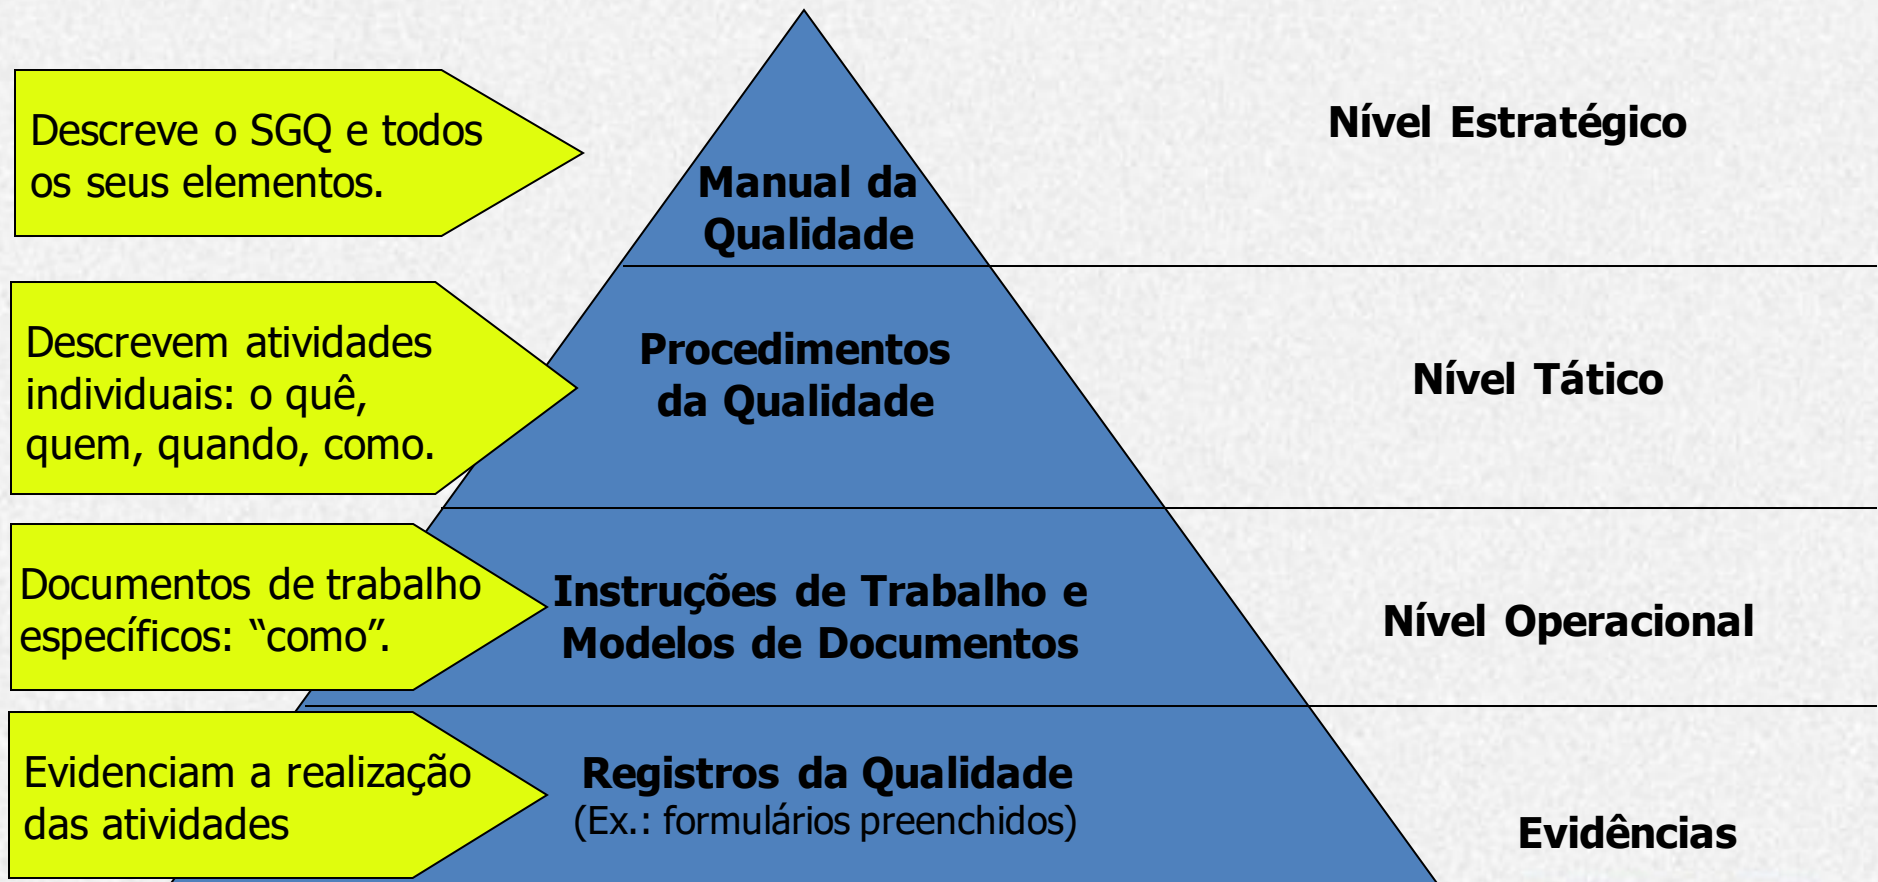 Descreve o SGQ e todos
os seus elementos.
Manual da
Qualidade
Nível Estratégico
Descrevem atividades
individuais: o quê,
quem, quando, como.
Procedimentos
da Qualidade
Nível Tático
Documentos de trabalho
específicos: “como”.
Instruções de Trabalho e
Modelos de Documentos
Nível Operacional
Evidenciam a realização
das atividades
Registros da Qualidade
(Ex.: formulários preenchidos)
Evidências